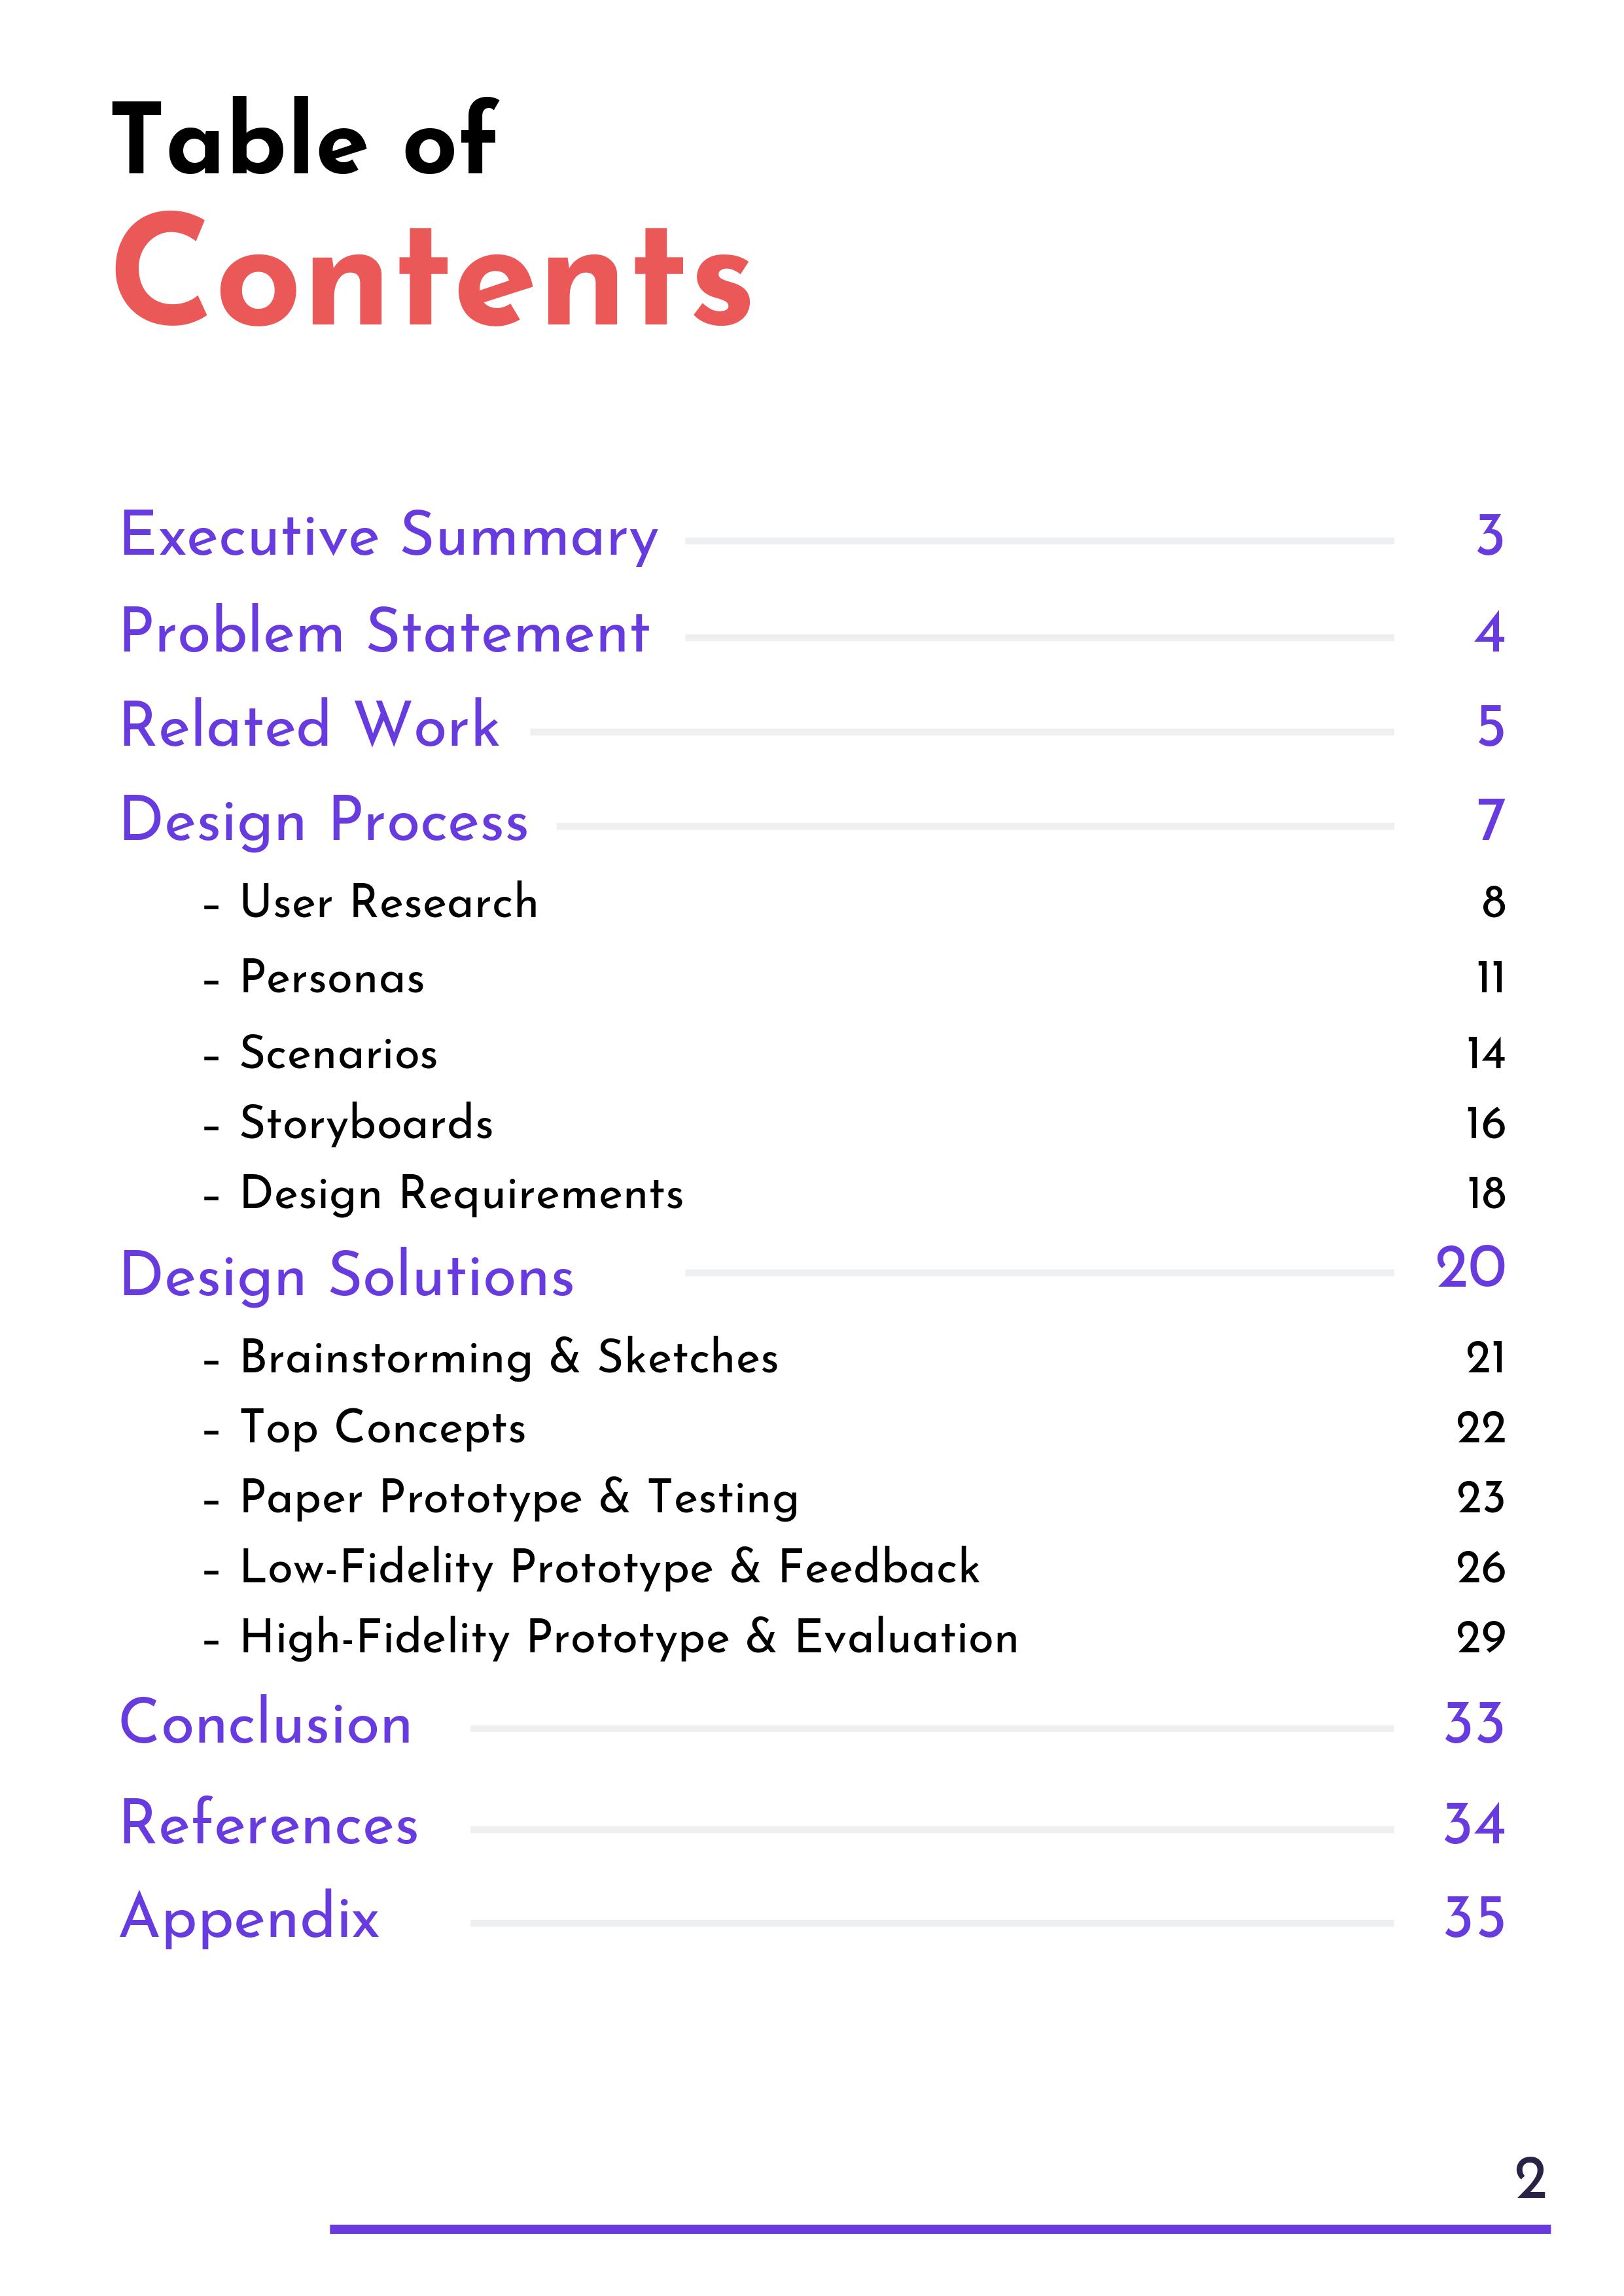 Table of
Contents
Executive Summary 3
Problem Statement 4
Related Work 5
Design Process 7
– User Research 8
– Personas 11
– Scenarios 14
– Storyboards 16
– Design Requirements 18
Design Solutions 20
– Brainstorming & Sketches 21
– Top Concepts 22
– Paper Prototype & Testing 23
– Low-Fidelity Prototype & Feedback 26
– High-Fidelity Prototype & Evaluation 29
Conclusion 33
References 34
Appendix 35
2